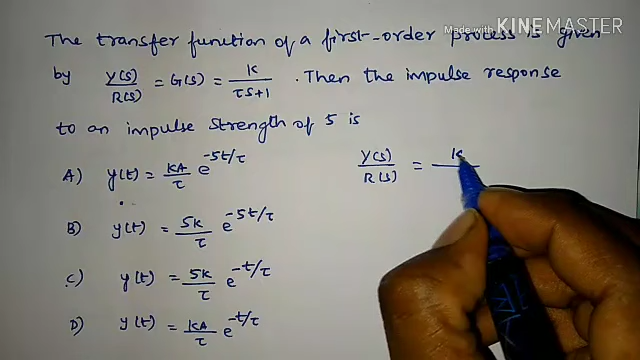 Made with KINEMASTER
The transfer function of a first-order process is given
by Y(s)/R(s) = G(s) = K/(τs+1) . Then the impulse response
to an impulse strength of 5 is
A) y(t) = KA/τ e^(-5t/τ)
Y(s)/R(s) = K
B) y(t) = 5K/τ e^(-5t/τ)
C) y(t) = 5K/τ e^(-t/τ)
D) y(t) = KA/τ e^(-t/τ)